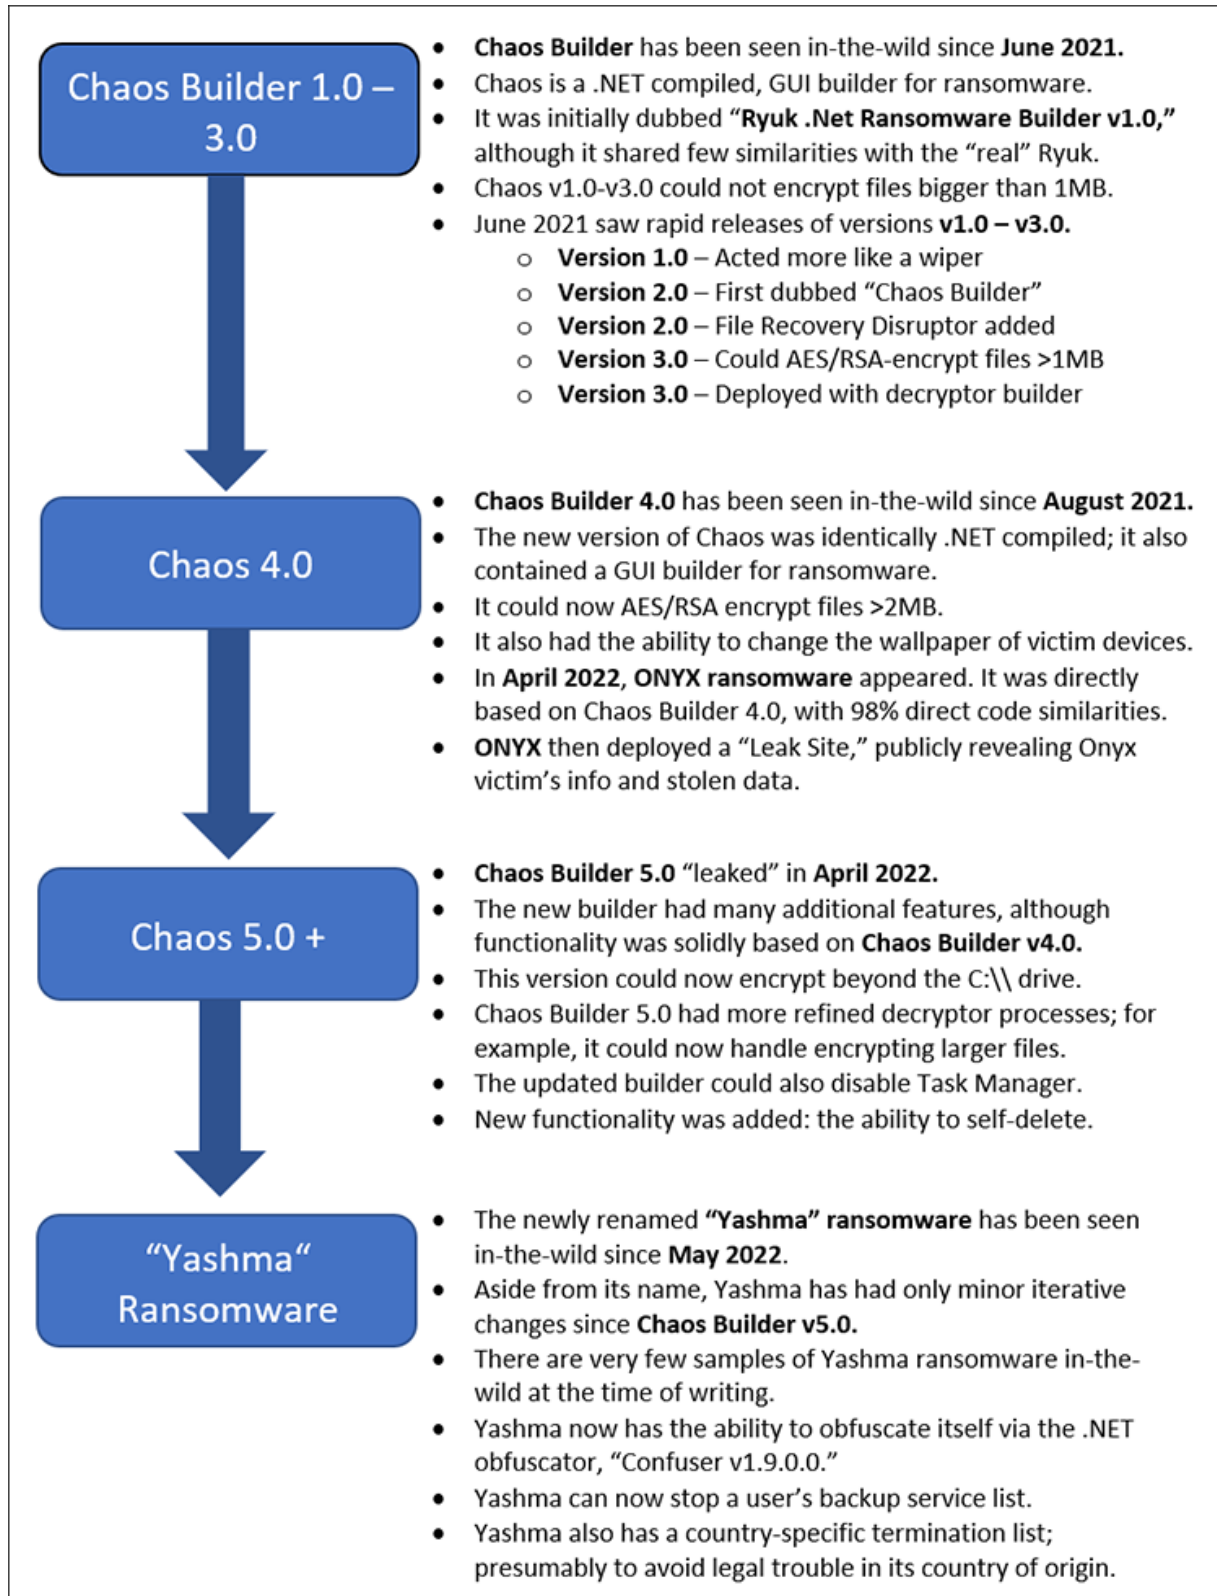 Chaos Builder 1.0 –
3.0
• Chaos Builder has been seen in-the-wild since June 2021.
• Chaos is a .NET compiled, GUI builder for ransomware.
• It was initially dubbed “Ryuk .Net Ransomware Builder v1.0,”
although it shared few similarities with the “real” Ryuk.
• Chaos v1.0-v3.0 could not encrypt files bigger than 1MB.
• June 2021 saw rapid releases of versions v1.0 – v3.0.
o Version 1.0 – Acted more like a wiper
o Version 2.0 – First dubbed “Chaos Builder”
o Version 2.0 – File Recovery Disruptor added
o Version 3.0 – Could AES/RSA-encrypt files >1MB
o Version 3.0 – Deployed with decryptor builder
Chaos 4.0
• Chaos Builder 4.0 has been seen in-the-wild since August 2021.
• The new version of Chaos was identically .NET compiled; it also
contained a GUI builder for ransomware.
• It could now AES/RSA encrypt files >2MB.
• It also had the ability to change the wallpaper of victim devices.
• In April 2022, ONYX ransomware appeared. It was directly
based on Chaos Builder 4.0, with 98% direct code similarities.
• ONYX then deployed a “Leak Site,” publicly revealing Onyx
victim’s info and stolen data.
Chaos 5.0 +
• Chaos Builder 5.0 “leaked” in April 2022.
• The new builder had many additional features, although
functionality was solidly based on Chaos Builder v4.0.
• This version could now encrypt beyond the C:\\ drive.
• Chaos Builder 5.0 had more refined decryptor processes; for
example, it could now handle encrypting larger files.
• The updated builder could also disable Task Manager.
• New functionality was added: the ability to self-delete.
“Yashma“
Ransomware
• The newly renamed “Yashma” ransomware has been seen
in-the-wild since May 2022.
• Aside from its name, Yashma has had only minor iterative
changes since Chaos Builder v5.0.
• There are very few samples of Yashma ransomware in-the-
wild at the time of writing.
• Yashma now has the ability to obfuscate itself via the .NET
obfuscator, “Confuser v1.9.0.0.”
• Yashma can now stop a user’s backup service list.
• Yashma also has a country-specific termination list;
presumably to avoid legal trouble in its country of origin.